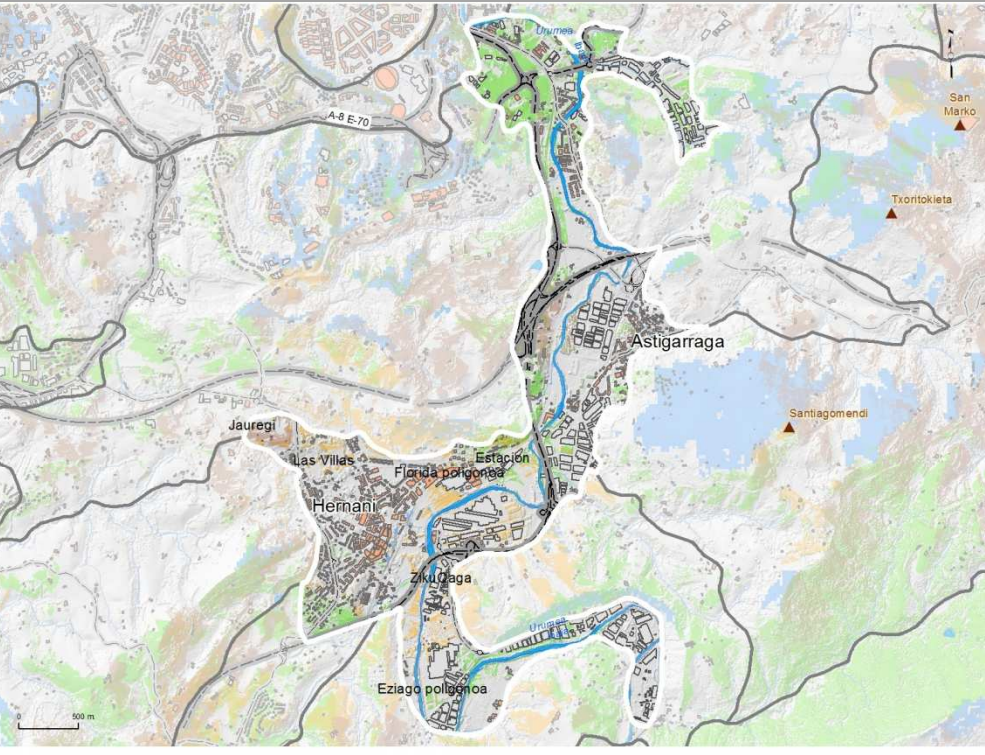 Urumea
A-8 E-70
San
Marko
Txoritokieta
Astigarraga
Santiagomendi
Jauregi
Las Villas
Estación
Florida poligonoa
Hernani
Zikuñaga
Urumea
Eziago poligonoa
0 500 m.